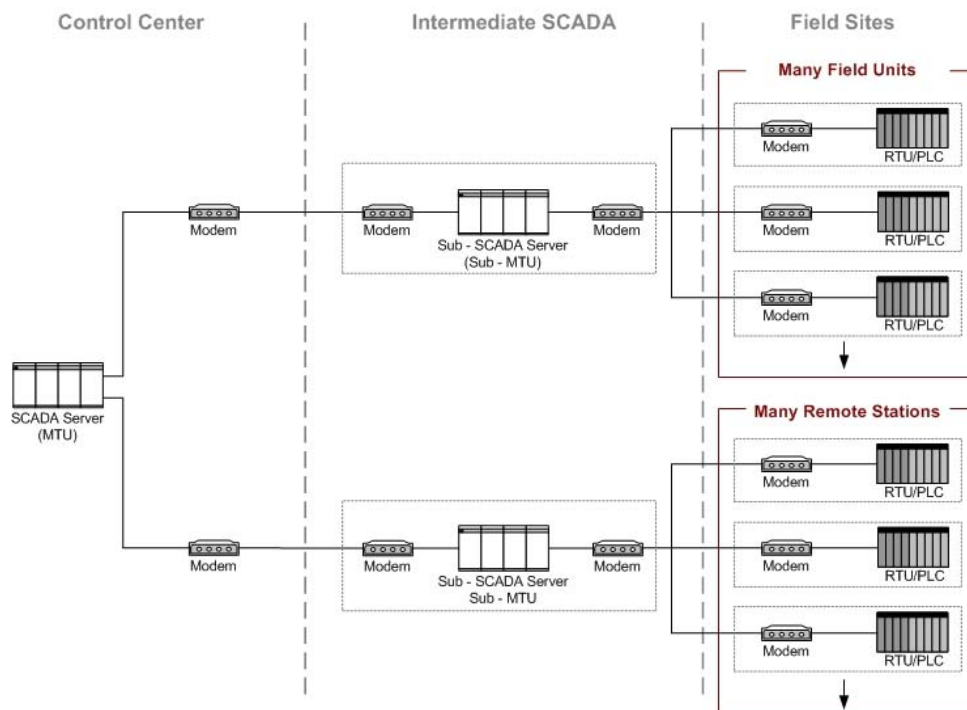 Control Center
Intermediate SCADA
Field Sites
Many Field Units
Modem
RTU/PLC
Modem
Modem
Sub - SCADA Server
(Sub - MTU)
Modem
Modem
RTU/PLC
Modem
RTU/PLC
SCADA Server
(MTU)
Many Remote Stations
Modem
RTU/PLC
Modem
Modem
Sub - SCADA Server
Sub - MTU
Modem
Modem
RTU/PLC
Modem
RTU/PLC